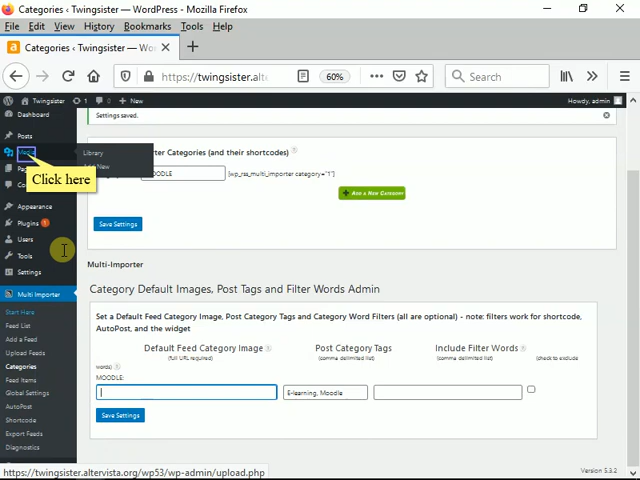 Categories ‹ Twingsister — WordPress – Mozilla Firefox
File Edit View History Bookmarks Tools Help
Categories ‹ Twingsister — Wo
https://twingsister.alte
60%
Search
Twingsister 1 0 New
Howdy, admin
Dashboard
Settings saved.
Posts
Media
Library
Click here
Appearance
Plugins 1
Users
Tools
Settings
Multi Importer
Start Here
Feed List
Add a Feed
Upload Feeds
Categories
Feed Items
Global Settings
AutoPost
Shortcode
Export Feeds
Diagnostics
Categories (and their shortcodes)
[wp_rss_multi_importer category="1"]
Add a New Category
Save Settings
Multi-Importer
Category Default Images, Post Tags and Filter Words Admin
Set a Default Feed Category Image, Post Category Tags and Category Word Filters (all are optional) - note: filters work for shortcode,
AutoPost, and the widget
Default Feed Category Image Post Category Tags Include Filter Words
(full URL required) (comma delimited list) (comma delimited list) (check to exclude
words)
MOODLE:
E-learning, Moodle
Save Settings
Version 5.3.2
https://twingsister.altervista.org/wp53/wp-admin/upload.php